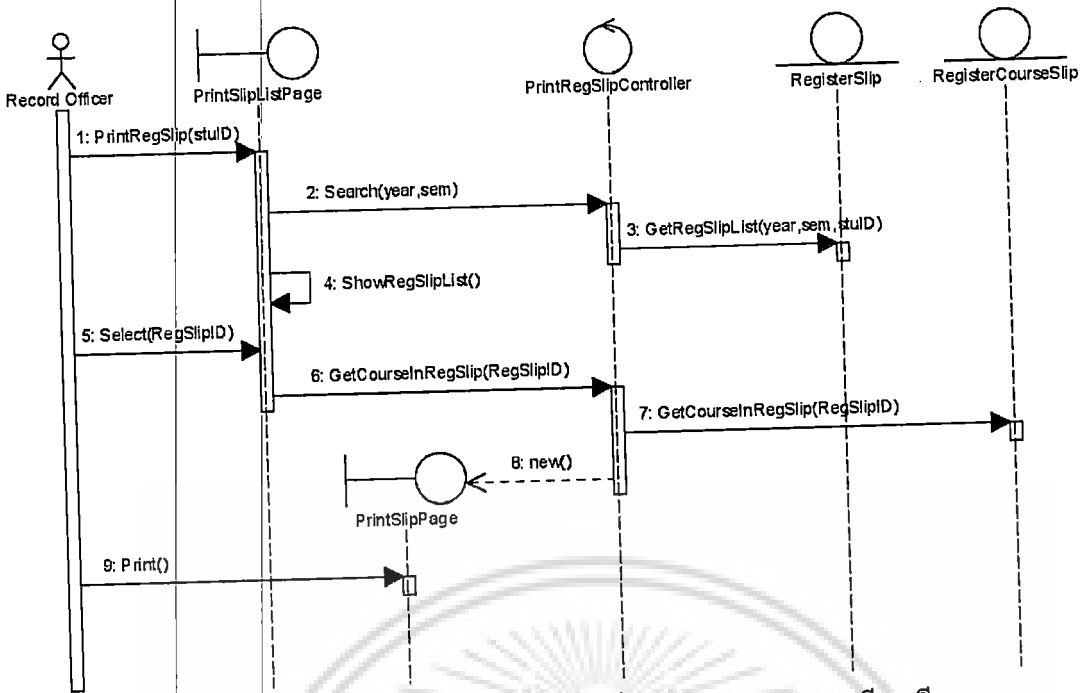 Record Officer
PrintSlipListPage
PrintRegSlipController
RegisterSlip
RegisterCourseSlip
1: PrintRegSlip(stuID)
2: Search(year,sem)
3: GetRegSlipList(year,sem,stuID)
4: ShowRegSlipList()
5: Select(RegSlipID)
6: GetCourseInRegSlip(RegSlipID)
7: GetCourseInRegSlip(RegSlipID)
8: new()
PrintSlipPage
9: Print()